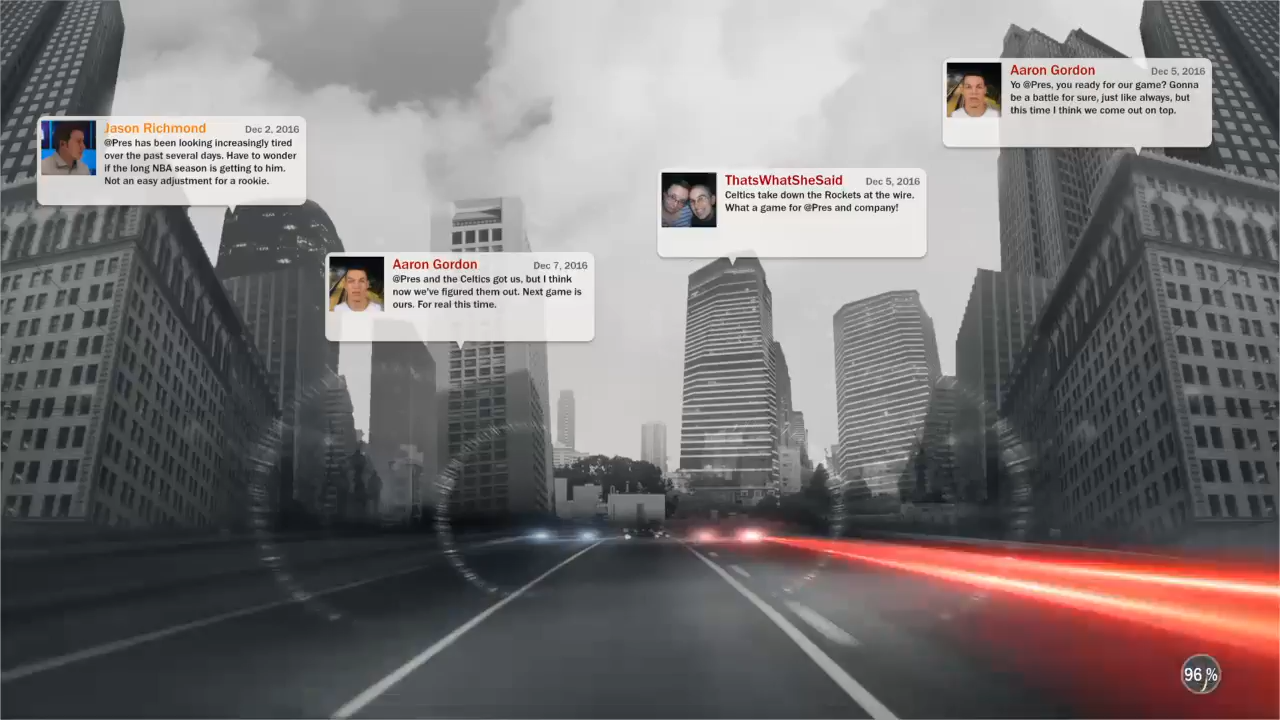 Jason Richmond Dec 2, 2016
@Pres has been looking increasingly tired
over the past several days. Have to wonder
if the long NBA season is getting to him.
Not an easy adjustment for a rookie.
Aaron Gordon Dec 7, 2016
@Pres and the Celtics got us, but I think
now we've figured them out. Next game is
ours. For real this time.
ThatsWhatSheSaid Dec 5, 2016
Celtics take down the Rockets at the wire.
What a game for @Pres and company!
Aaron Gordon Dec 5, 2016
Yo @Pres, you ready for our game? Gonna
be a battle for sure, just like always, but
this time I think we come out on top.
96 %